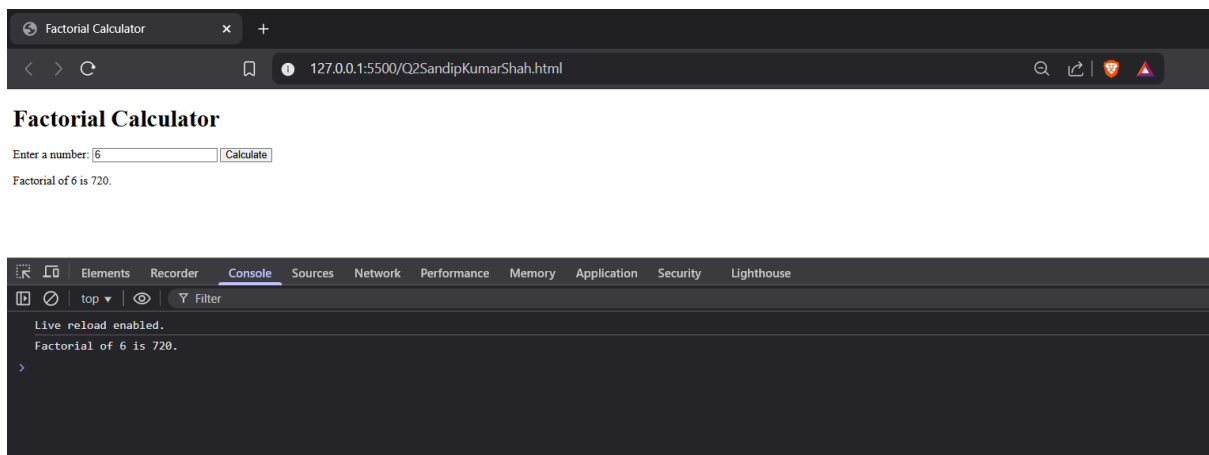 Factorial Calculator
127.0.0.1:5500/Q2SandipKumarShah.html
Factorial Calculator
Enter a number: 6 Calculate
Factorial of 6 is 720.
Elements Recorder Console Sources Network Performance Memory Application Security Lighthouse
top Filter
Live reload enabled.
Factorial of 6 is 720.